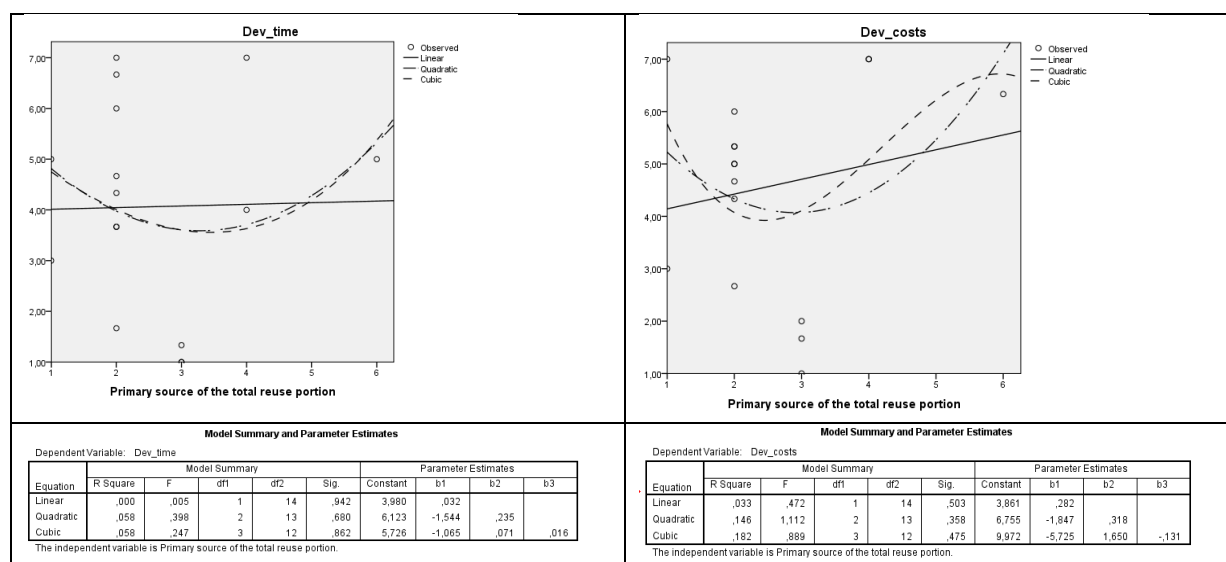 Dev_time
7,00
6,00
5,00
4,00
3,00
2,00
1,00
1 2 3 4 5 6
Primary source of the total reuse portion
Observed
Linear
Quadratic
Cubic
Dev_costs
7,00
6,00
5,00
4,00
3,00
2,00
1,00
1 2 3 4 5 6
Primary source of the total reuse portion
Observed
Linear
Quadratic
Cubic
Model Summary and Parameter Estimates
Dependent Variable: Dev_time
Model Summary Parameter Estimates
Equation R Square F df1 df2 Sig. Constant b1 b2 b3
Linear ,000 ,005 1 14 ,942 3,980 ,032
Quadratic ,058 ,398 2 13 ,680 6,123 -1,544 ,235
Cubic ,058 ,247 3 12 ,862 5,726 -1,065 ,071 ,016
The independent variable is Primary source of the total reuse portion.
Model Summary and Parameter Estimates
Dependent Variable: Dev_costs
Model Summary Parameter Estimates
Equation R Square F df1 df2 Sig. Constant b1 b2 b3
Linear ,033 ,472 1 14 ,503 3,861 ,282
Quadratic ,146 1,112 2 13 ,358 6,755 -1,847 ,318
Cubic ,182 ,889 3 12 ,475 9,972 -5,725 1,650 -,131
The independent variable is Primary source of the total reuse portion.